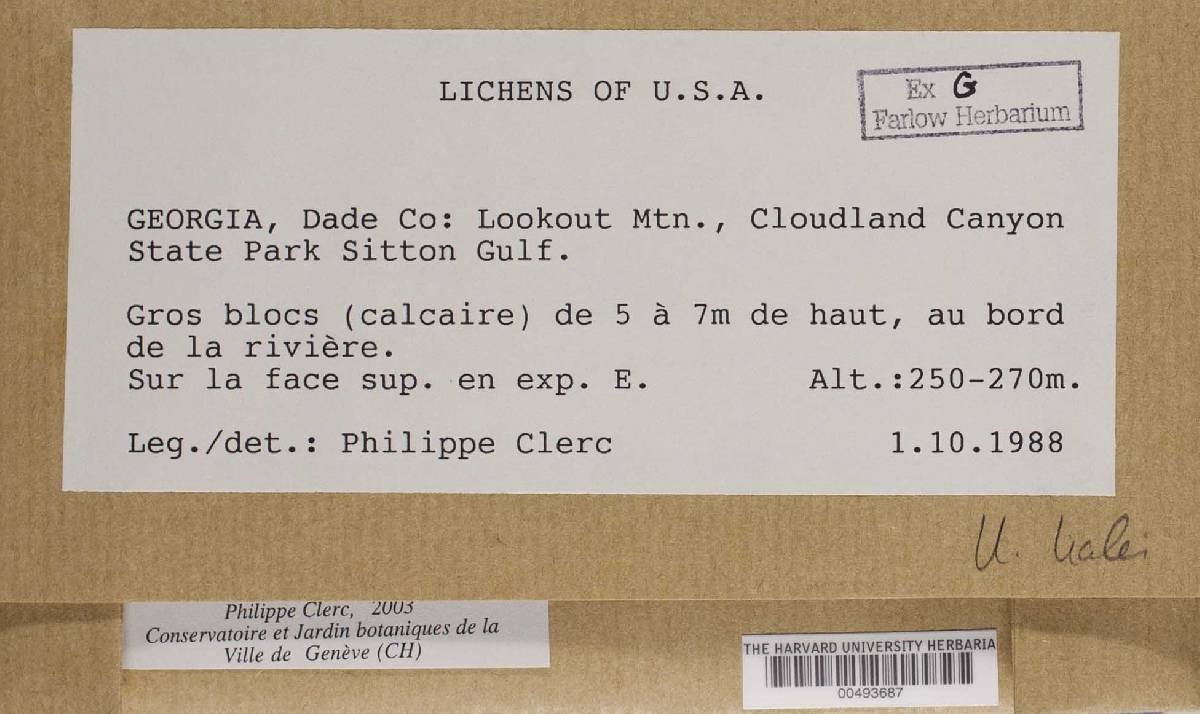 LICHENS OF U.S.A.
Ex G
Farlow Herbarium
GEORGIA, Dade Co: Lookout Mtn., Cloudland Canyon
State Park Sitton Gulf.
Gros blocs (calcaire) de 5 à 7m de haut, au bord
de la rivière.
Sur la face sup. en exp. E. Alt.:250-270m.
Leg./det.: Philippe Clerc 1.10.1988
U. halei
Philippe Clerc, 2003
Conservatoire et Jardin botaniques de la
Ville de Genève (CH)
THE HARVARD UNIVERSITY HERBARIA
00493687